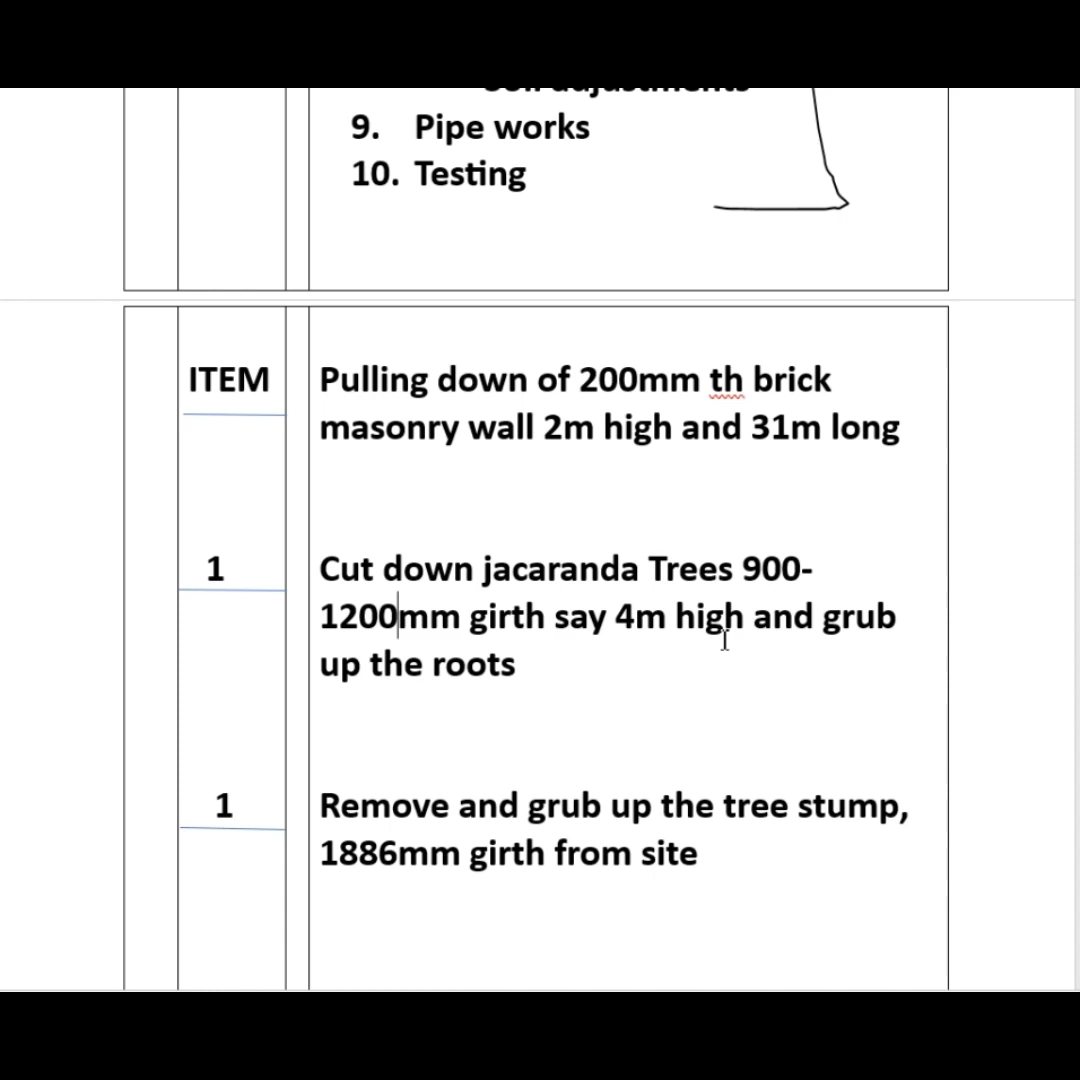 Soil adjustments
9. Pipe works
10. Testing
ITEM
Pulling down of 200mm th brick
masonry wall 2m high and 31m long
1
Cut down jacaranda Trees 900-
1200mm girth say 4m high and grub
up the roots
1
Remove and grub up the tree stump,
1886mm girth from site